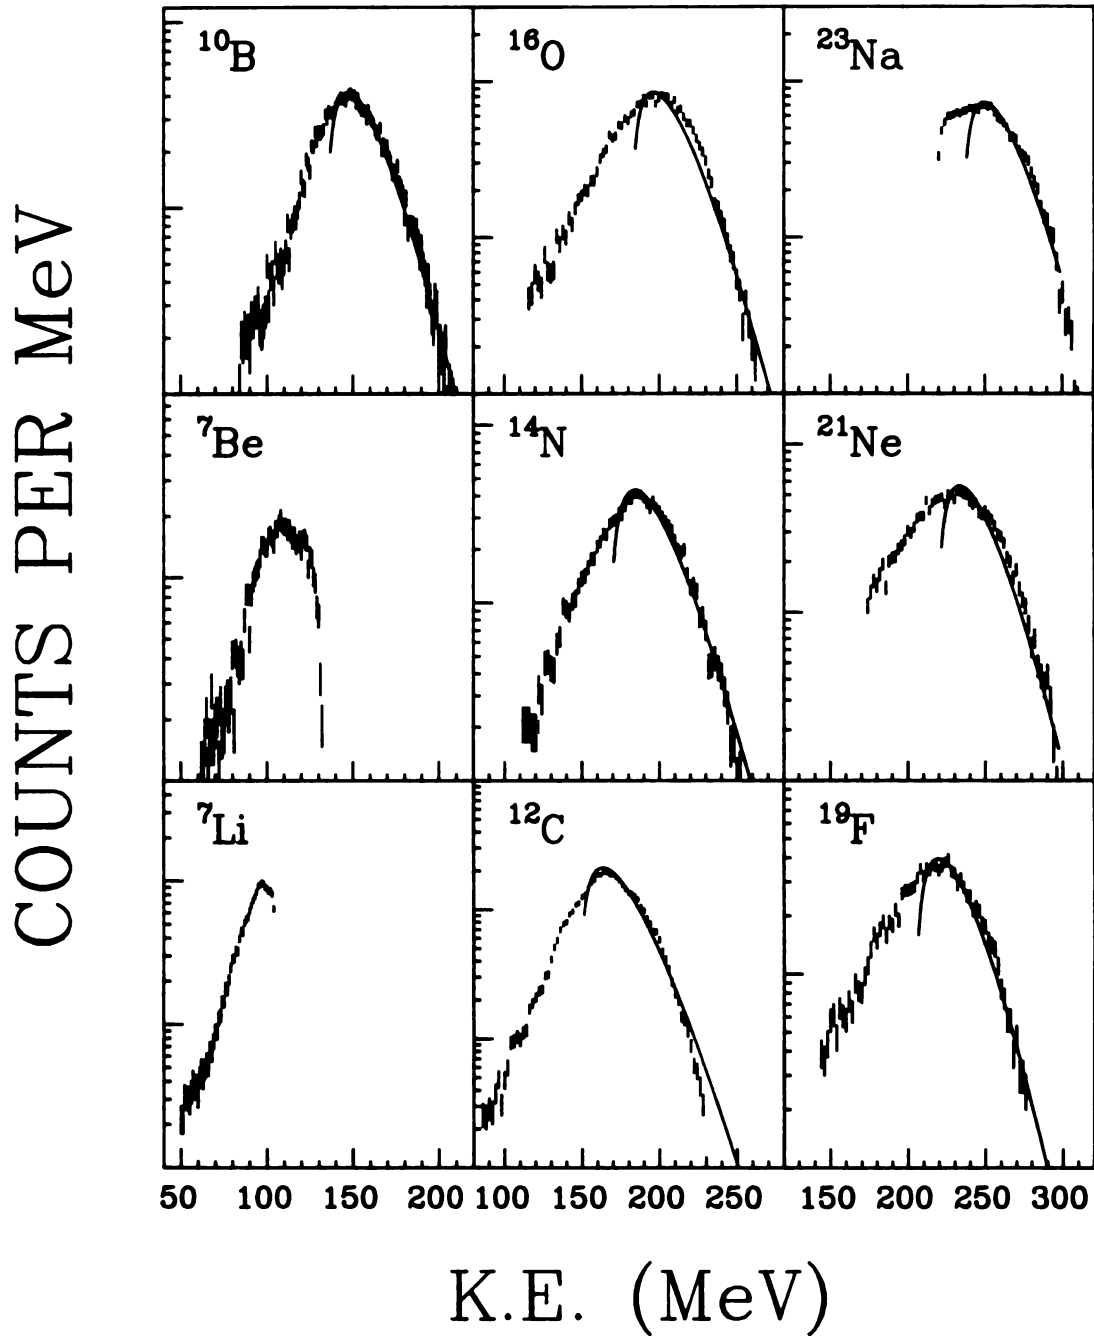 COUNTS PER MeV
¹⁰B
¹⁶O
²³Na
⁷Be
¹⁴N
²¹Ne
⁷Li
¹²C
¹⁹F
50 100 150 200 100 150 200 250 150 200 250 300
K.E. (MeV)